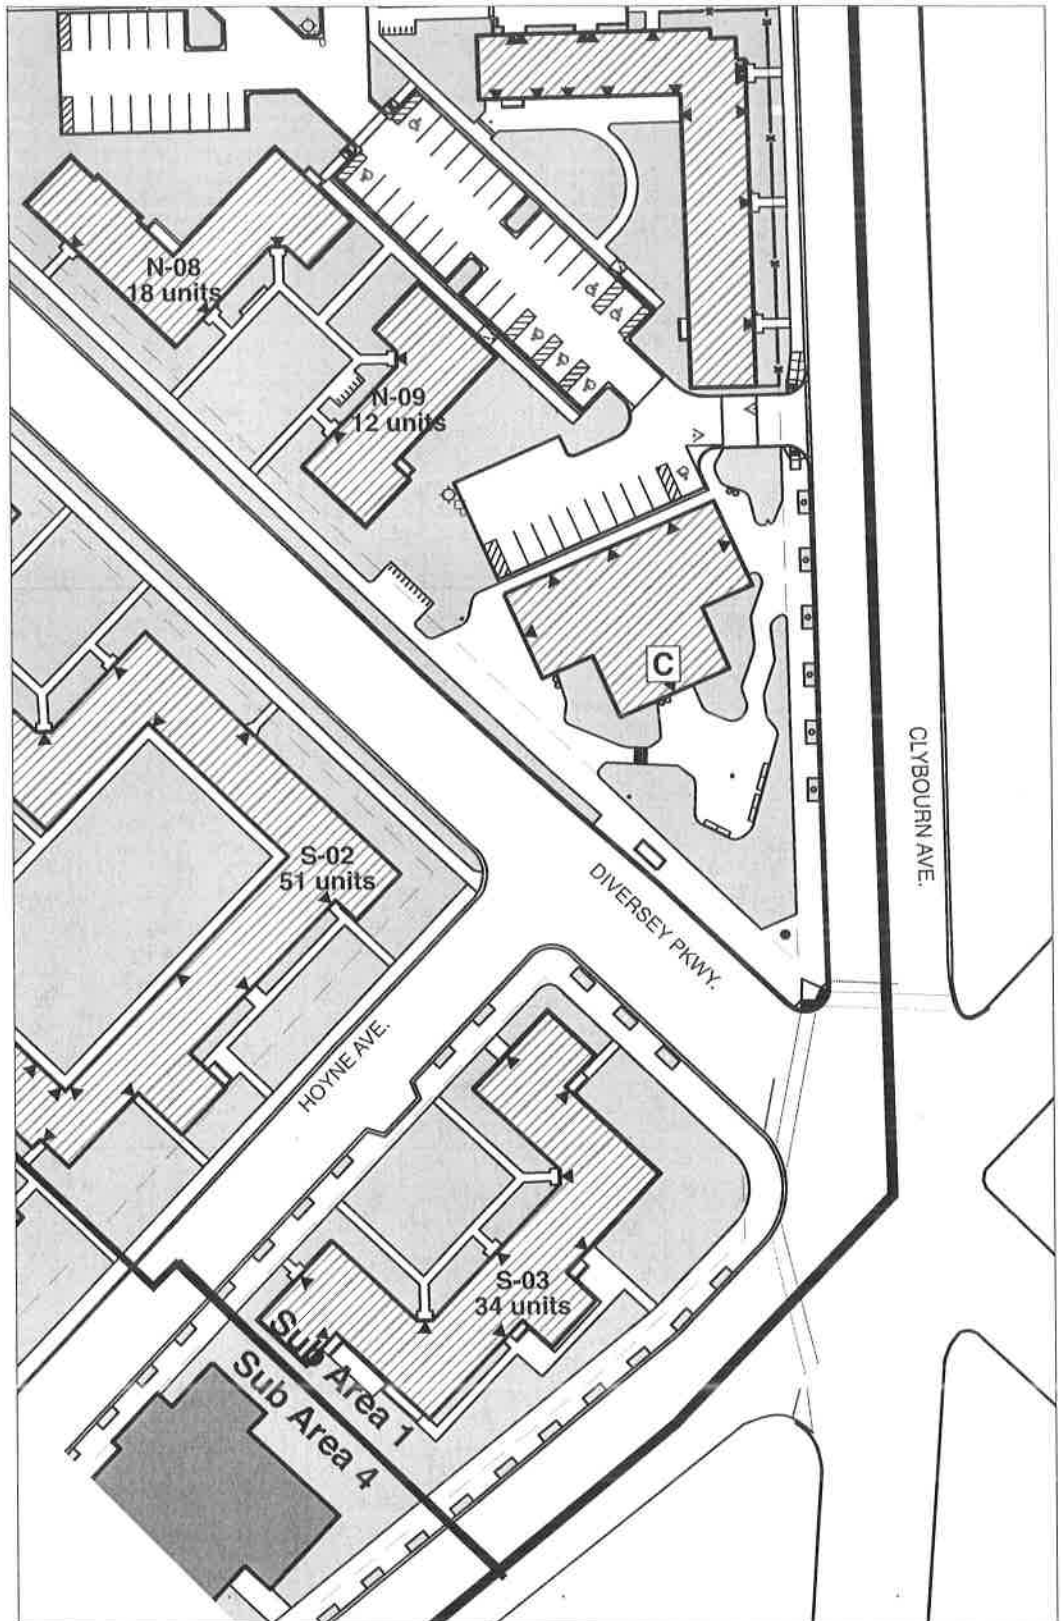 N-08
18 units
N-09
12 units
C
CLYBOURN AVE.
S-02
51 units
DIVERSEY PKWY.
HOYNE AVE.
S-03
34 units
Sub Area 1
Sub Area 4